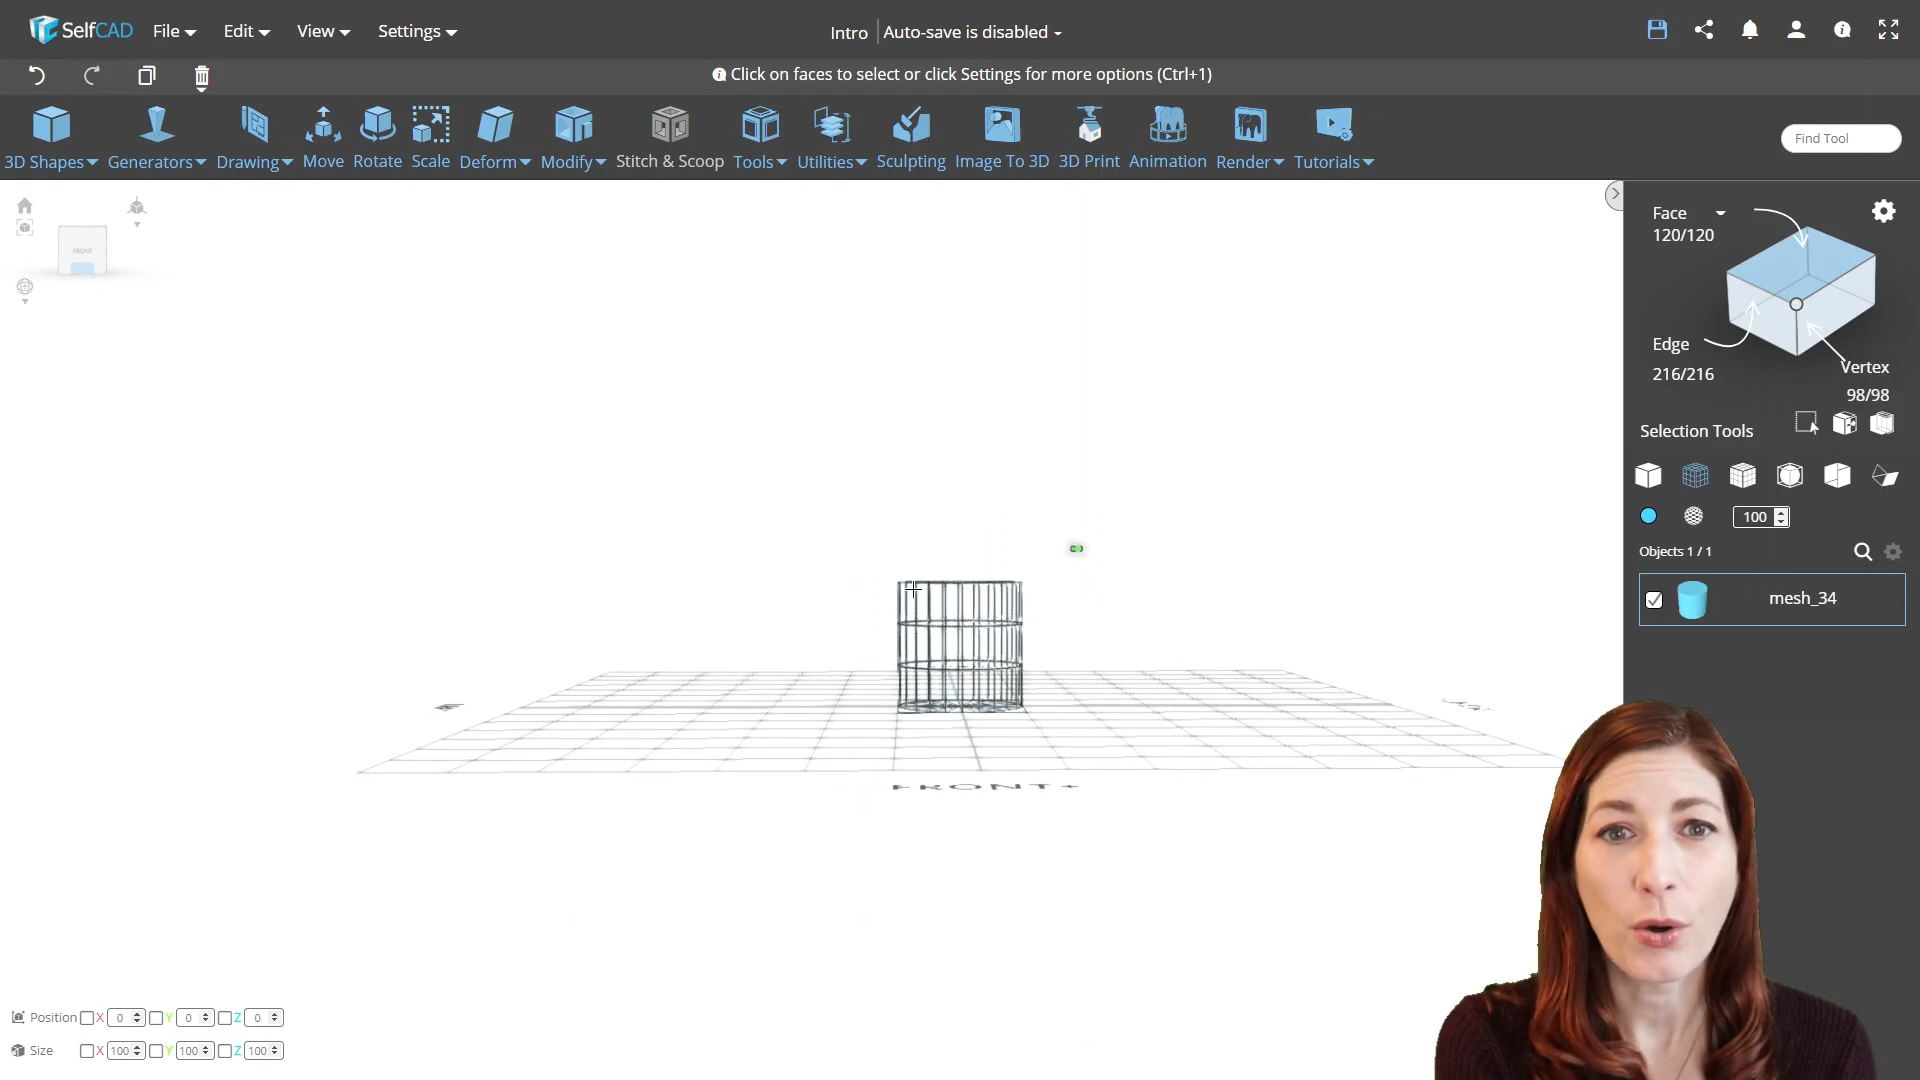 SelfCAD File Edit View Settings
Intro Auto-save is disabled
Click on faces to select or click Settings for more options (Ctrl+1)
3D Shapes Generators Drawing Move Rotate Scale Deform Modify Stitch & Scoop Tools Utilities Sculpting Image To 3D 3D Print Animation Render Tutorials
Find Tool
FRONT
Face
120/120
Edge
216/216
Vertex
98/98
Selection Tools
100
Objects 1 / 1
mesh_34
FRONT
Position X 0 Y 0 Z 0
Size X 100 Y 100 Z 100